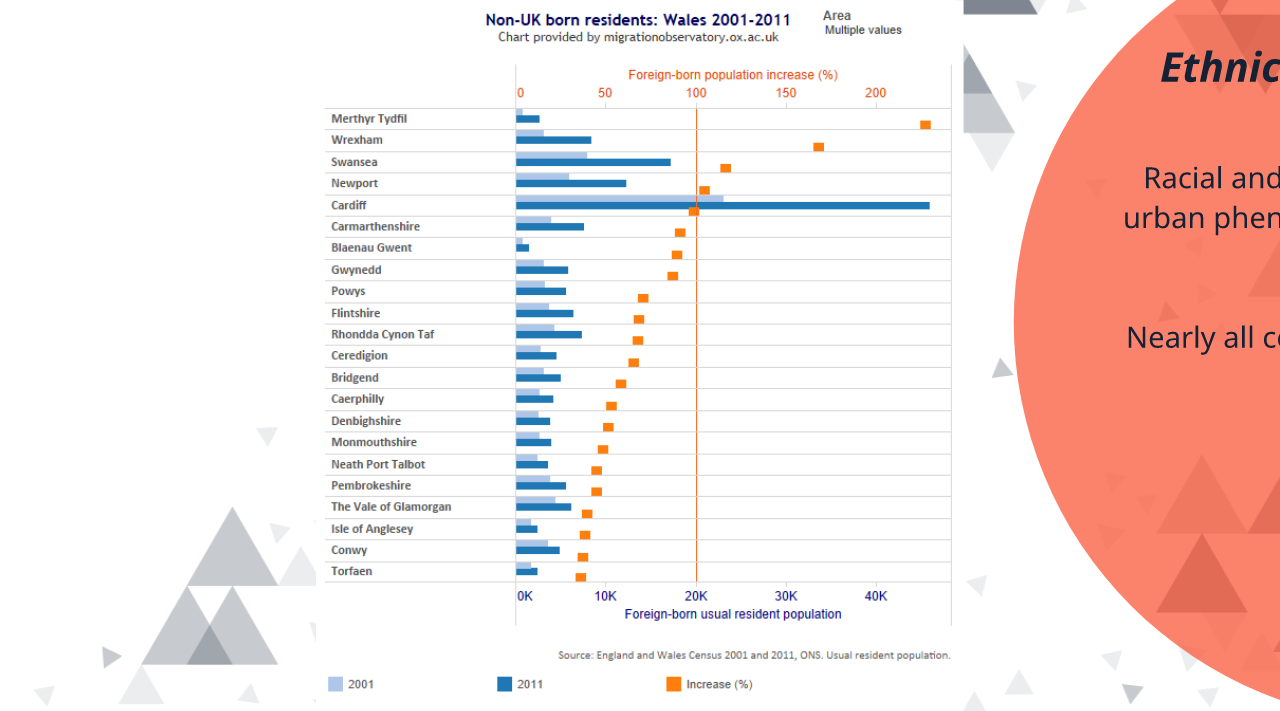 Non-UK born residents: Wales 2001-2011
Chart provided by migrationobservatory.ox.ac.uk
Area
Multiple values
Foreign-born population increase (%)
0 50 100 150 200
Merthyr Tydfil
Wrexham
Swansea
Newport
Cardiff
Carmarthenshire
Blaenau Gwent
Gwynedd
Powys
Flintshire
Rhondda Cynon Taf
Ceredigion
Bridgend
Caerphilly
Denbighshire
Monmouthshire
Neath Port Talbot
Pembrokeshire
The Vale of Glamorgan
Isle of Anglesey
Conwy
Torfaen
0K 10K 20K 30K 40K
Foreign-born usual resident population
Source: England and Wales Census 2001 and 2011, ONS. Usual resident population.
2001 2011 Increase (%)
Ethnic
Racial and
urban phen
Nearly all